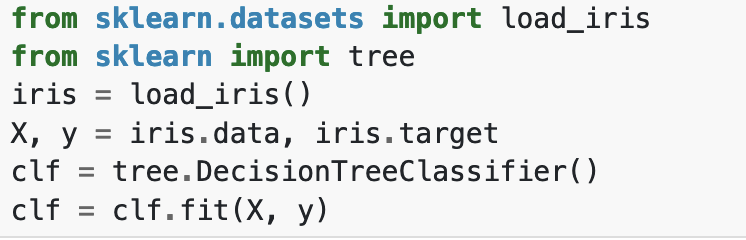 from sklearn.datasets import load_iris
from sklearn import tree
iris = load_iris()
X, y = iris.data, iris.target
clf = tree.DecisionTreeClassifier()
clf = clf.fit(X, y)